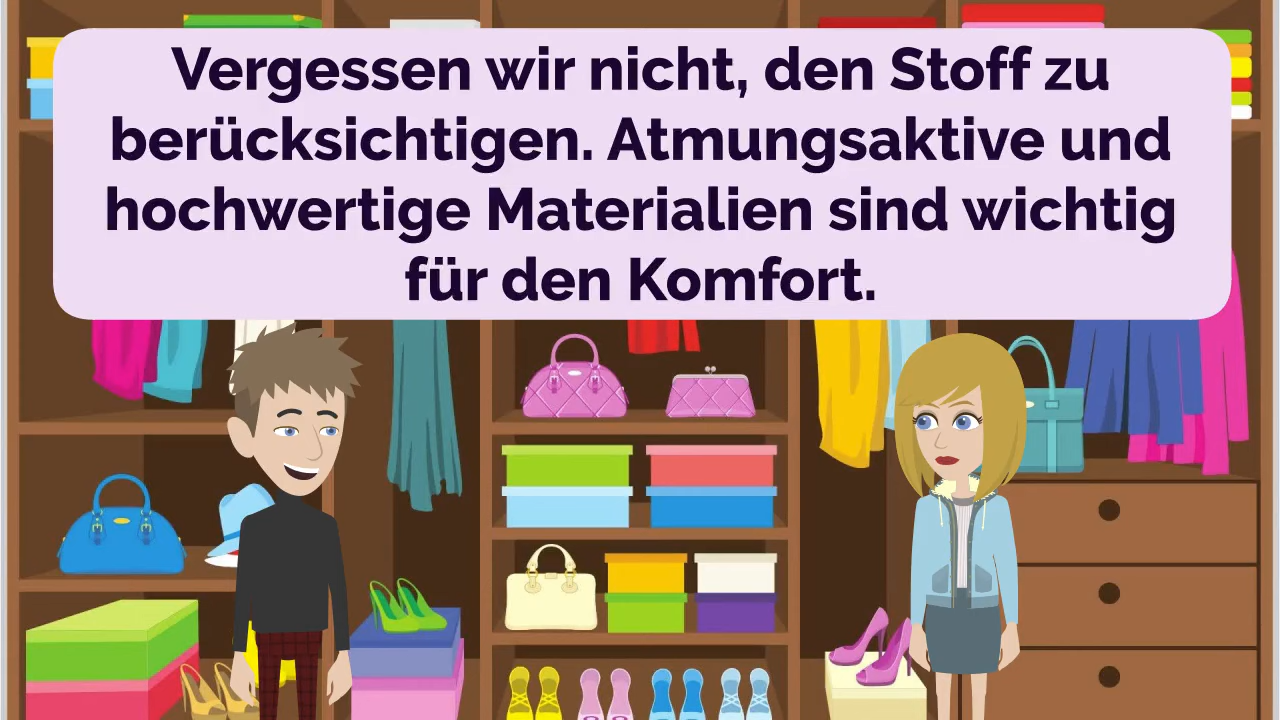 Vergessen wir nicht, den Stoff zu
berücksichtigen. Atmungsaktive und
hochwertige Materialien sind wichtig
für den Komfort.